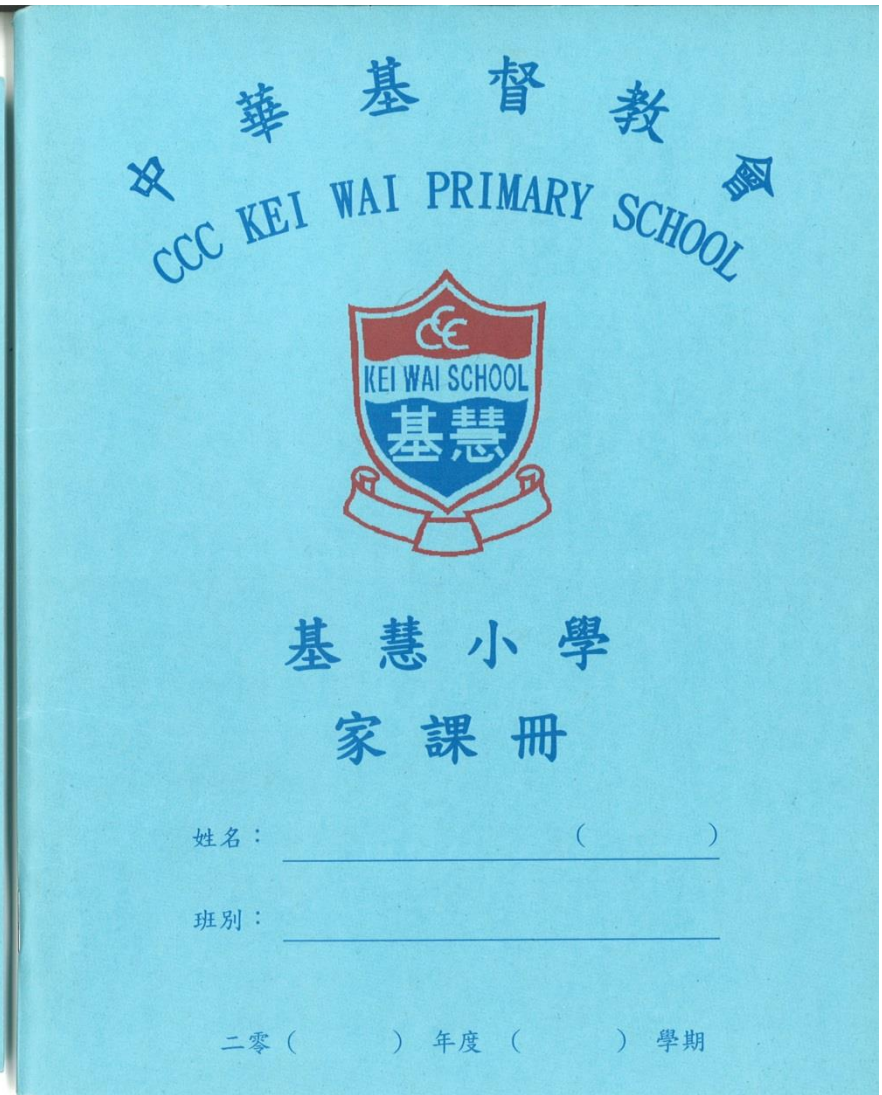 中華基督教會
CCC KEI WAI PRIMARY SCHOOL
CCC
KEI WAI SCHOOL
基慧
基慧小學
家課冊
姓名： （ ）
班別：
二零（ ）年度（ ）學期